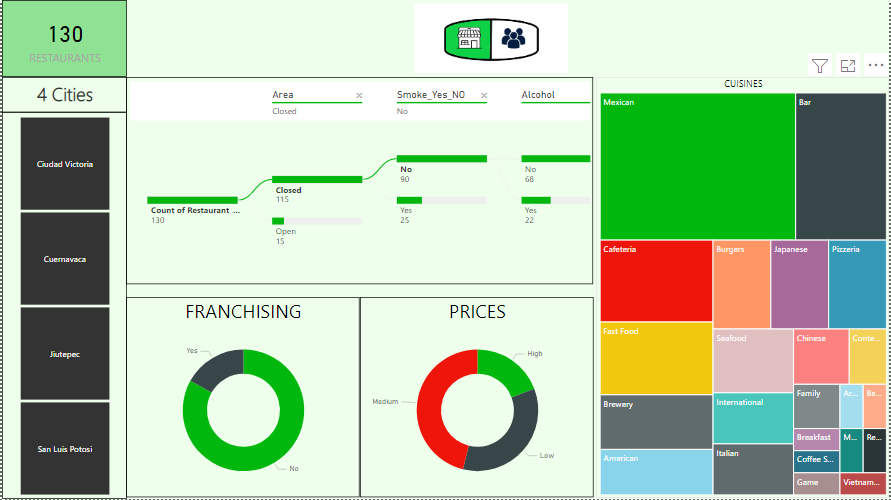 130
RESTAURANTS
4 Cities
Ciudad Victoria
Cuernavaca
Jiutepec
San Luis Potosi
Area
Closed
Smoke_Yes_NO
No
Alcohol
Count of Restaurant ...
130
Closed
115
Open
15
No
90
Yes
25
No
68
Yes
22
FRANCHISING
Yes
No
PRICES
High
Medium
Low
CUISINES
Mexican
Bar
Cafeteria
Burgers
Japanese
Pizzeria
Fast Food
Seafood
Chinese
Conte...
Brewery
International
Family
Ar...
Ba...
American
Italian
Breakfast
M...
Re...
Coffee S...
Game
Vietnam...